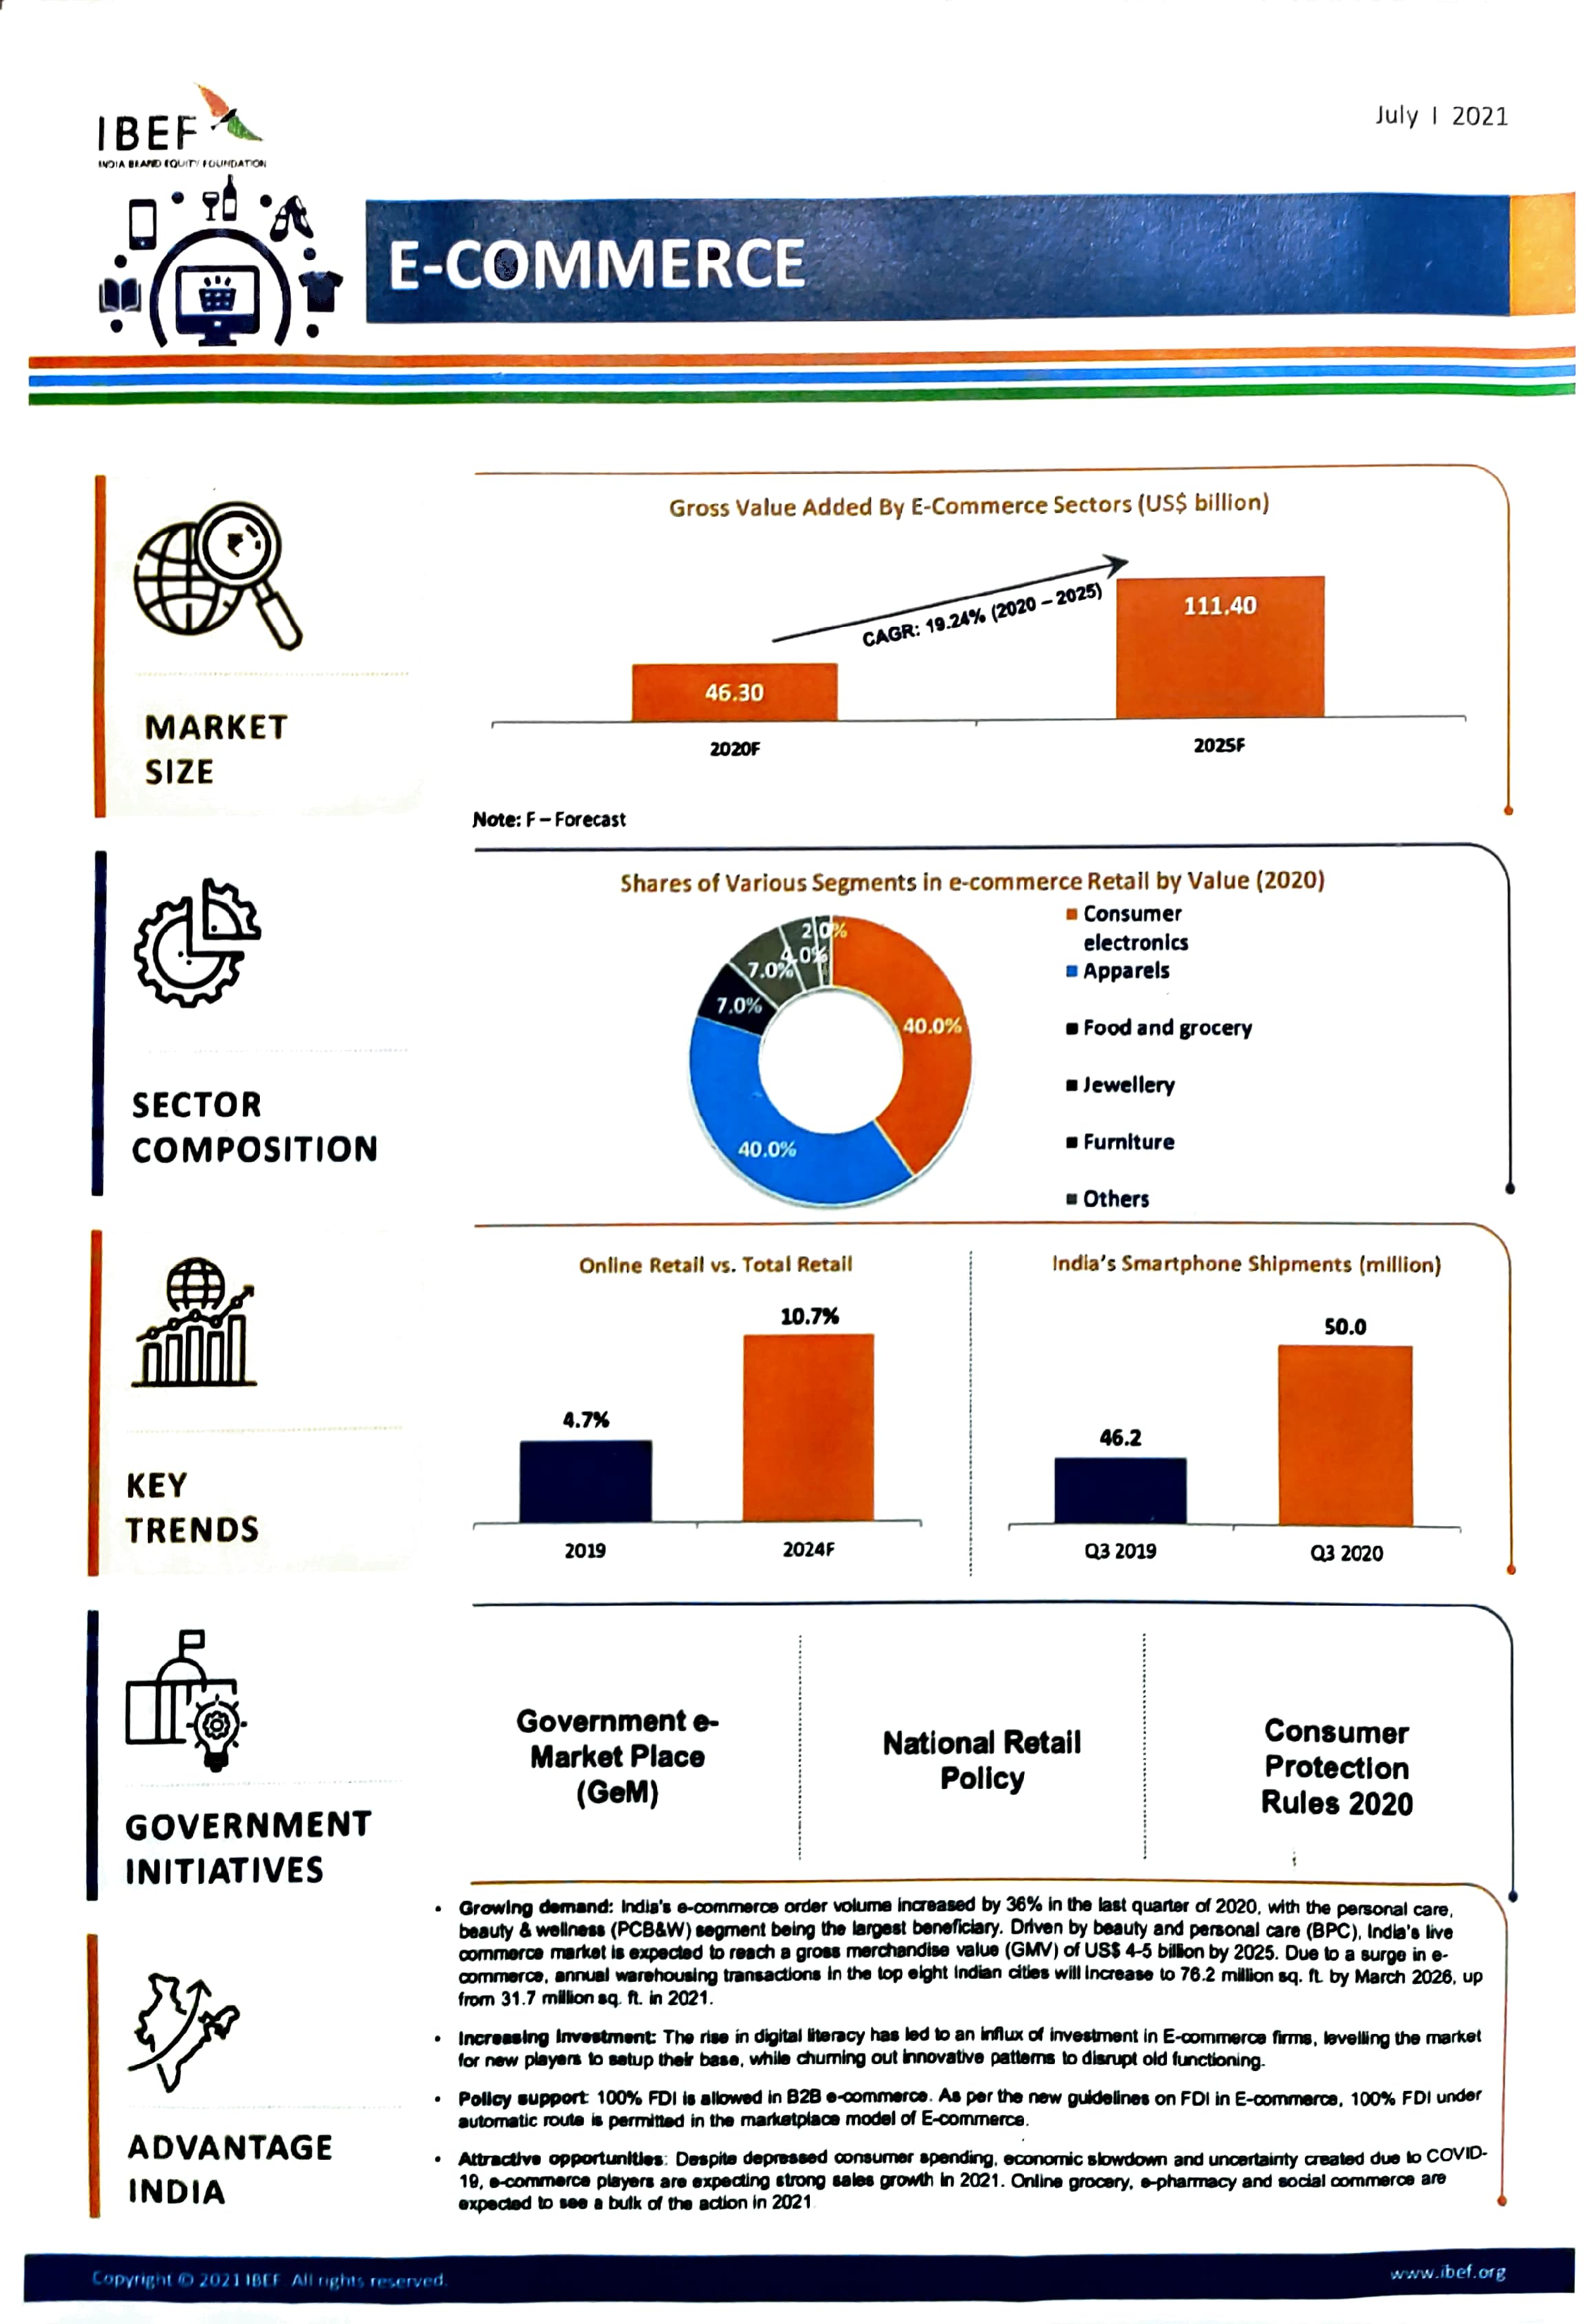 IBEF
INDIA BRAND EQUITY FOUNDATION
July | 2021
E-COMMERCE
MARKET
SIZE
Gross Value Added By E-Commerce Sectors (US$ billion)
CAGR: 19.24% (2020 – 2025)
111.40
46.30
2020F
2025F
Note: F – Forecast
SECTOR
COMPOSITION
Shares of Various Segments in e-commerce Retail by Value (2020)
2.0%
4.0%
7.0%
7.0%
40.0%
40.0%
Consumer
electronics
Apparels
Food and grocery
Jewellery
Furniture
Others
KEY
TRENDS
Online Retail vs. Total Retail
10.7%
4.7%
2019
2024F
India's Smartphone Shipments (million)
50.0
46.2
Q3 2019
Q3 2020
GOVERNMENT
INITIATIVES
Government e-
Market Place
(GeM)
National Retail
Policy
Consumer
Protection
Rules 2020
ADVANTAGE
INDIA
• Growing demand: India's e-commerce order volume increased by 36% in the last quarter of 2020, with the personal care,
beauty & wellness (PCB&W) segment being the largest beneficiary. Driven by beauty and personal care (BPC), India's live
commerce market is expected to reach a gross merchandise value (GMV) of US$ 4-5 billion by 2025. Due to a surge in e-
commerce, annual warehousing transactions in the top eight Indian cities will increase to 76.2 million sq. ft. by March 2026, up
from 31.7 million sq. ft. in 2021.
• Increasing Investment: The rise in digital literacy has led to an influx of investment in E-commerce firms, levelling the market
for new players to setup their base, while churning out innovative patterns to disrupt old functioning.
• Policy support: 100% FDI is allowed in B2B e-commerce. As per the new guidelines on FDI in E-commerce, 100% FDI under
automatic route is permitted in the marketplace model of E-commerce.
• Attractive opportunities: Despite depressed consumer spending, economic slowdown and uncertainty created due to COVID-
19, e-commerce players are expecting strong sales growth in 2021. Online grocery, e-pharmacy and social commerce are
expected to see a bulk of the action in 2021
Copyright © 2021 IBEF. All rights reserved.
www.ibef.org